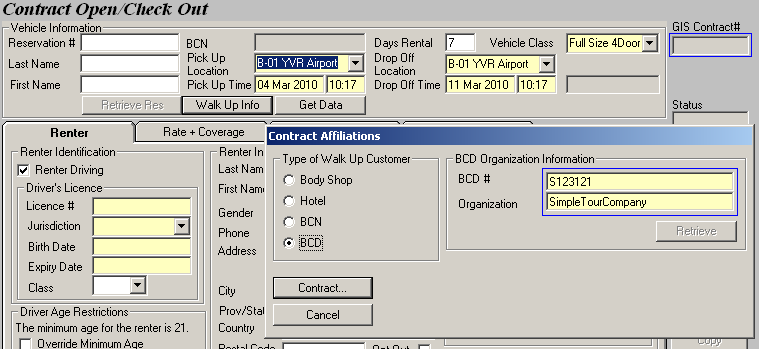 Contract Open/Check Out
Vehicle Information
Reservation # BCN Days Rental 7 Vehicle Class Full Size 4Door
GIS Contract#
Last Name Pick Up Location B-01 YVR Airport Drop Off Location B-01 YVR Airport
First Name Pick Up Time 04 Mar 2010 10:17 Drop Off Time 11 Mar 2010 10:17
Retrieve Res Walk Up Info Get Data
Status
Renter Rate + Coverage
Contract Affiliations
Renter Identification
Renter Driving
Driver's Licence
Licence #
Jurisdiction
Birth Date
Expiry Date
Class
Driver Age Restrictions
The minimum age for the renter is 21.
Override Minimum Age
Renter In
Last Nam
First Nam
Gender
Phone
Address
City
Prov/Stat
Country
Postal Code Opt Out
Type of Walk Up Customer
Body Shop
Hotel
BCN
BCD
BCD Organization Information
BCD # S123121
Organization SimpleTourCompany
Retrieve
Contract...
Cancel
Copy